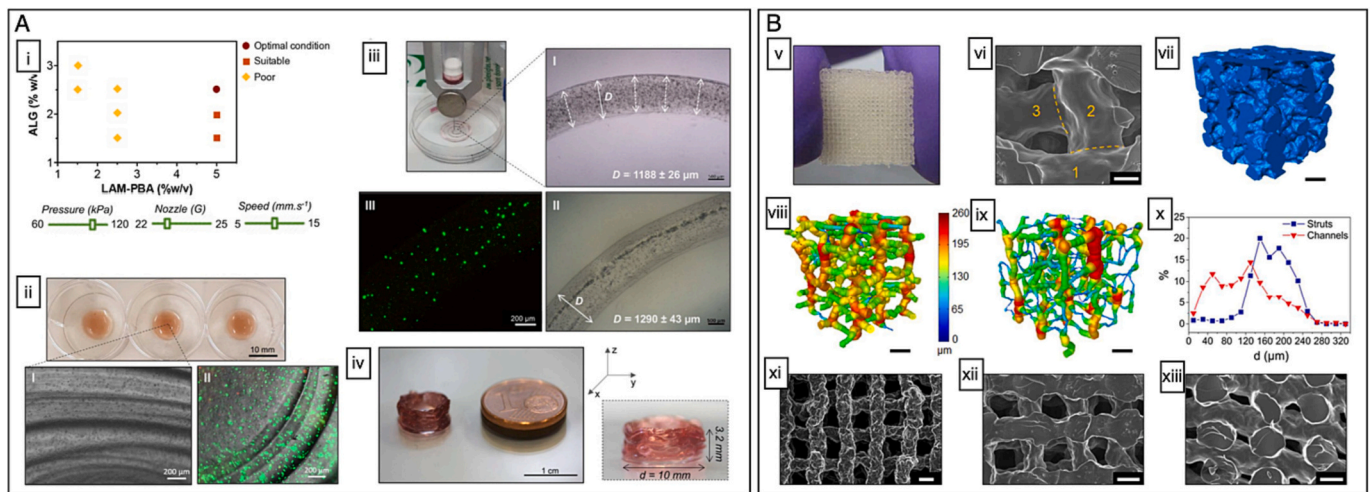 A
i
ALG (% w/v)
3
2
1
1
2
3
4
5
LAM-PBA (%w/v)
Optimal condition
Suitable
Poor
Pressure (kPa)
60
120
Nozzle (G)
22
25
Speed (mm.s-1)
5
15
ii
10 mm
I
200 µm
II
200 µm
iii
I
D
D = 1188 ± 26 µm
III
200 µm
II
D
D = 1290 ± 43 µm
iv
1 cm
z
y
x
3.2 mm
d = 10 mm
B
v
vi
3
2
1
vii
viii
260
195
130
65
0
µm
ix
x
25
20
15
10
5
0
%
Struts
Channels
0
40
80
120
160
200
240
280
320
d (µm)
xi
xii
xiii